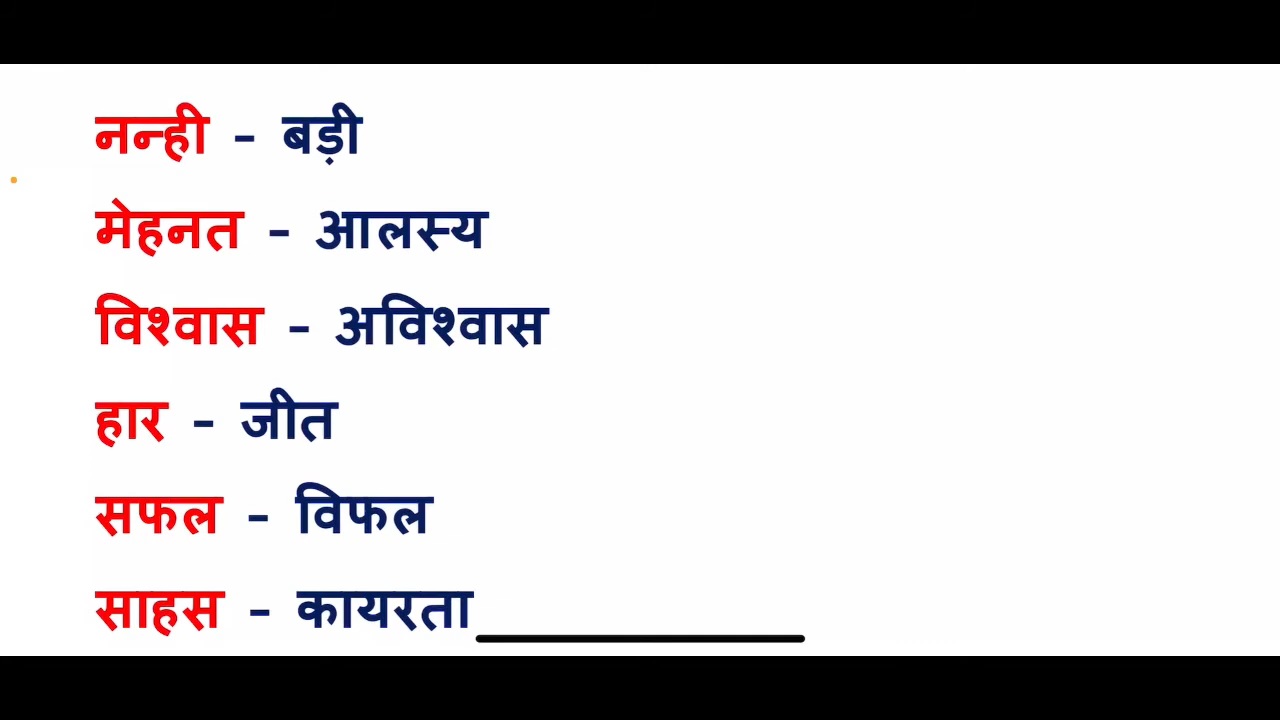 नन्ही - बड़ी
मेहनत - आलस्य
विश्वास - अविश्वास
हार - जीत
सफल - विफल
साहस - कायरता